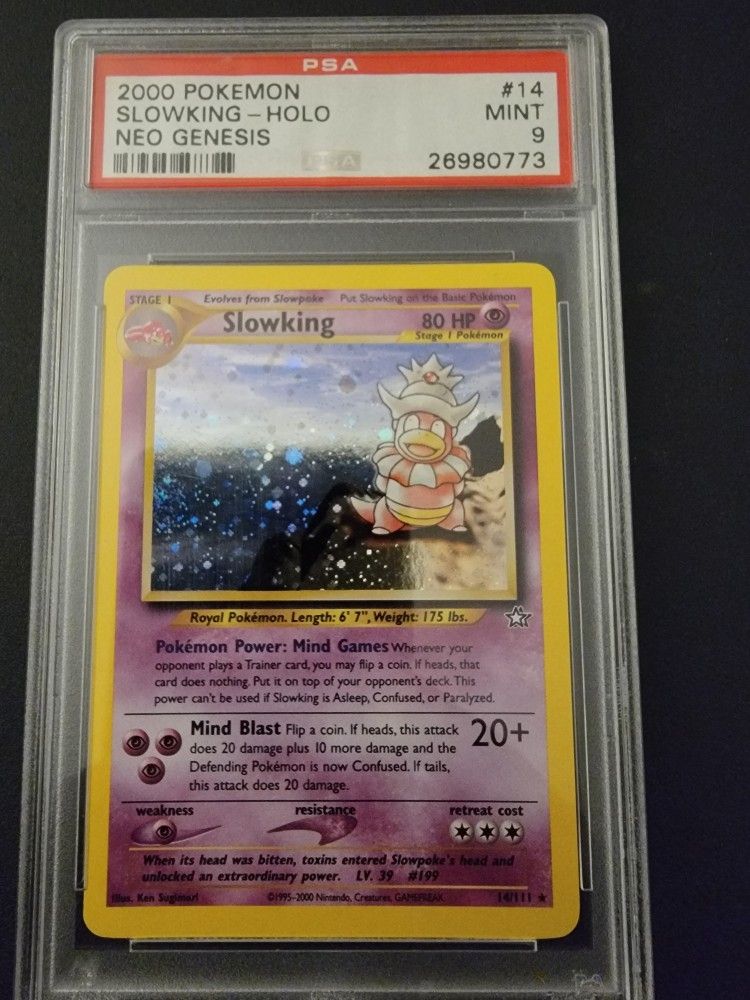 PSA
2000 POKEMON #14
SLOWKING - HOLO MINT
NEO GENESIS 9
PSA 26980773
STAGE 1 Evolves from Slowpoke Put Slowking on the Basic Pokémon
Slowking 80 HP
Stage 1 Pokémon
Royal Pokémon. Length: 6' 7", Weight: 175 lbs.
Pokémon Power: Mind Games Whenever your
opponent plays a Trainer card, you may flip a coin. If heads, that
card does nothing. Put it on top of your opponent's deck. This
power can't be used if Slowking is Asleep, Confused, or Paralyzed.
Mind Blast Flip a coin. If heads, this attack 20+
does 20 damage plus 10 more damage and the
Defending Pokémon is now Confused. If tails,
this attack does 20 damage.
weakness resistance retreat cost
When its head was bitten, toxins entered Slowpoke's head and
unlocked an extraordinary power. LV. 39 #199
Illus. Ken Sugimori ©1995-2000 Nintendo, Creatures, GAMEFREAK. 14/111 ★